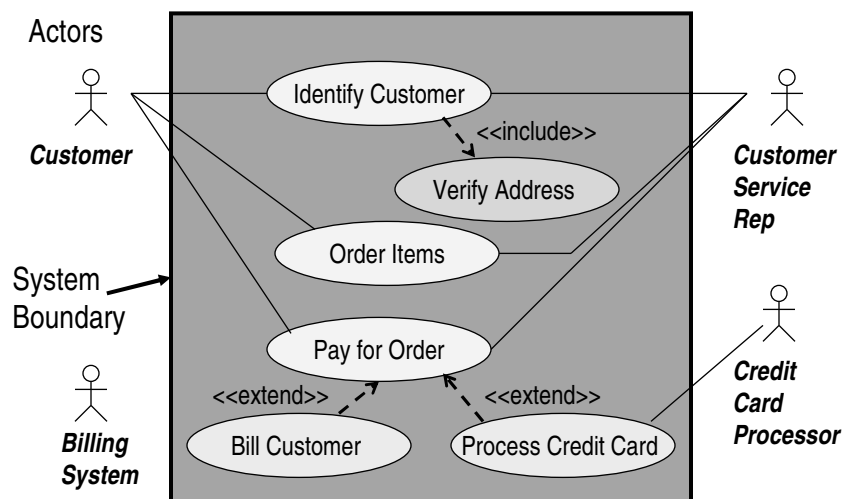 Actors
Identify Customer
<<include>>
Customer
Customer
Service
Rep
Verify Address
Order Items
System
Boundary
Pay for Order
<<extend>>
<<extend>>
Credit
Card
Processor
Billing
System
Bill Customer
Process Credit Card